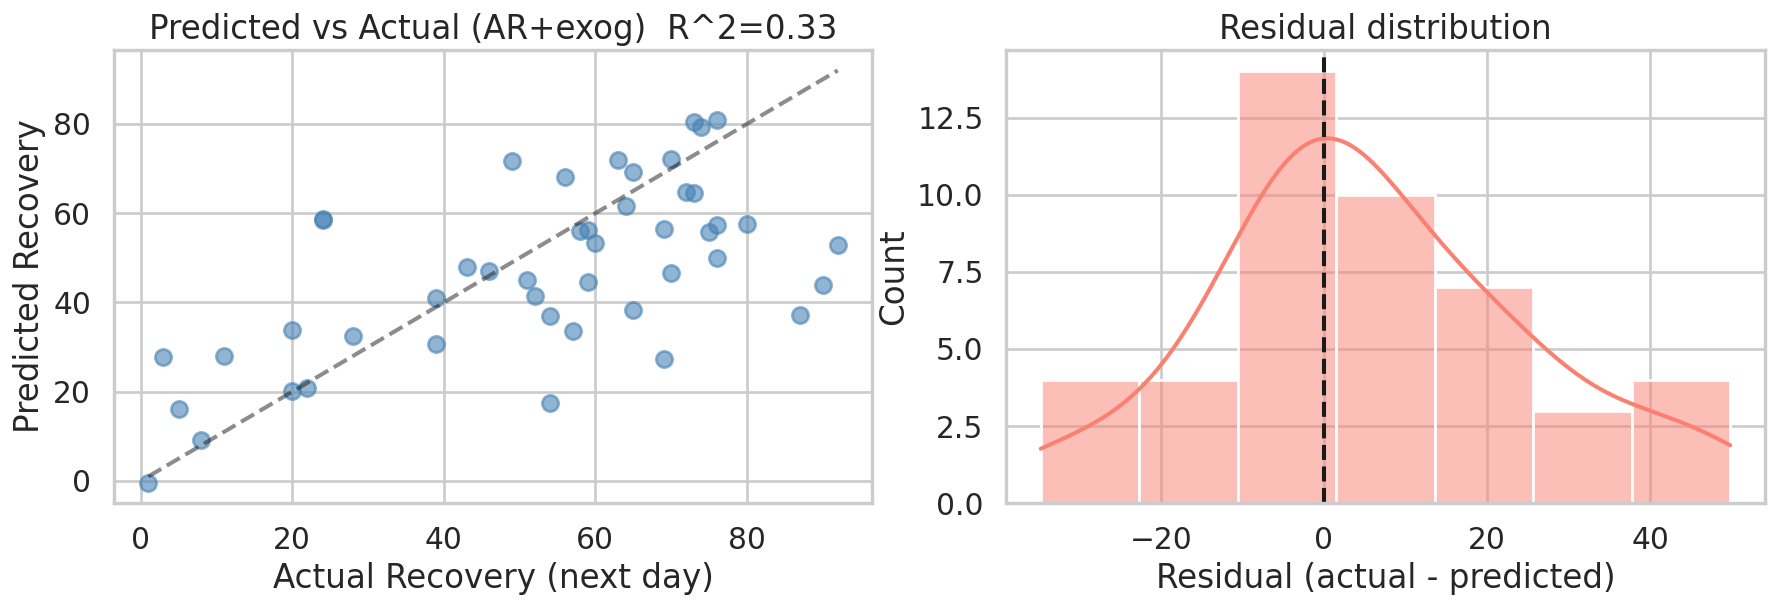 Predicted vs Actual (AR+exog)  R^2=0.33
Predicted Recovery
80
60
40
20
0
0 20 40 60 80
Actual Recovery (next day)
Residual distribution
Count
12.5
10.0
7.5
5.0
2.5
0.0
−20 0 20 40
Residual (actual - predicted)